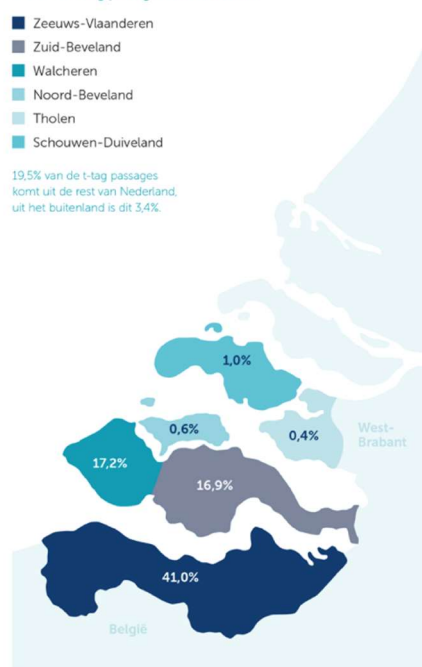 Zeeuws-Vlaanderen
Zuid-Beveland
Walcheren
Noord-Beveland
Tholen
Schouwen-Duiveland
19,5% van de t-tag passages
komt uit de rest van Nederland,
uit het buitenland is dit 3,4%.
1,0%
0,6%
0,4%
West-
Brabant
17,2%
16,9%
41,0%
België